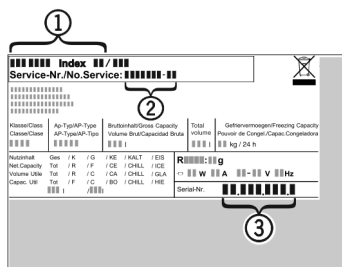 1
Index /
Service-Nr./No.Service: -
2
Klasse/Class Ap-Typ/AP-Type Bruttoinhalt/Gross Capacity Total Gefriervermoegen/Freezing Capacity
Classe/Clase AP-Type/AP-Tipo Volume Brut/Capacidad Bruta volume Pouvoir de Congel./Capac.Congeladora
l l kg / 24 h
Nutzinhalt Ges / K / G / KE / KALT / EIS R : g
Net.Capacity Tot / R / F / CE / CHILL / ICE
Volume Utile Tot / R / C / CA / CHILL / GLA W A - V Hz
Capec. Util Tot / F / C / BO / CHILL / HIE
l / l Serial-Nr. . . .
3